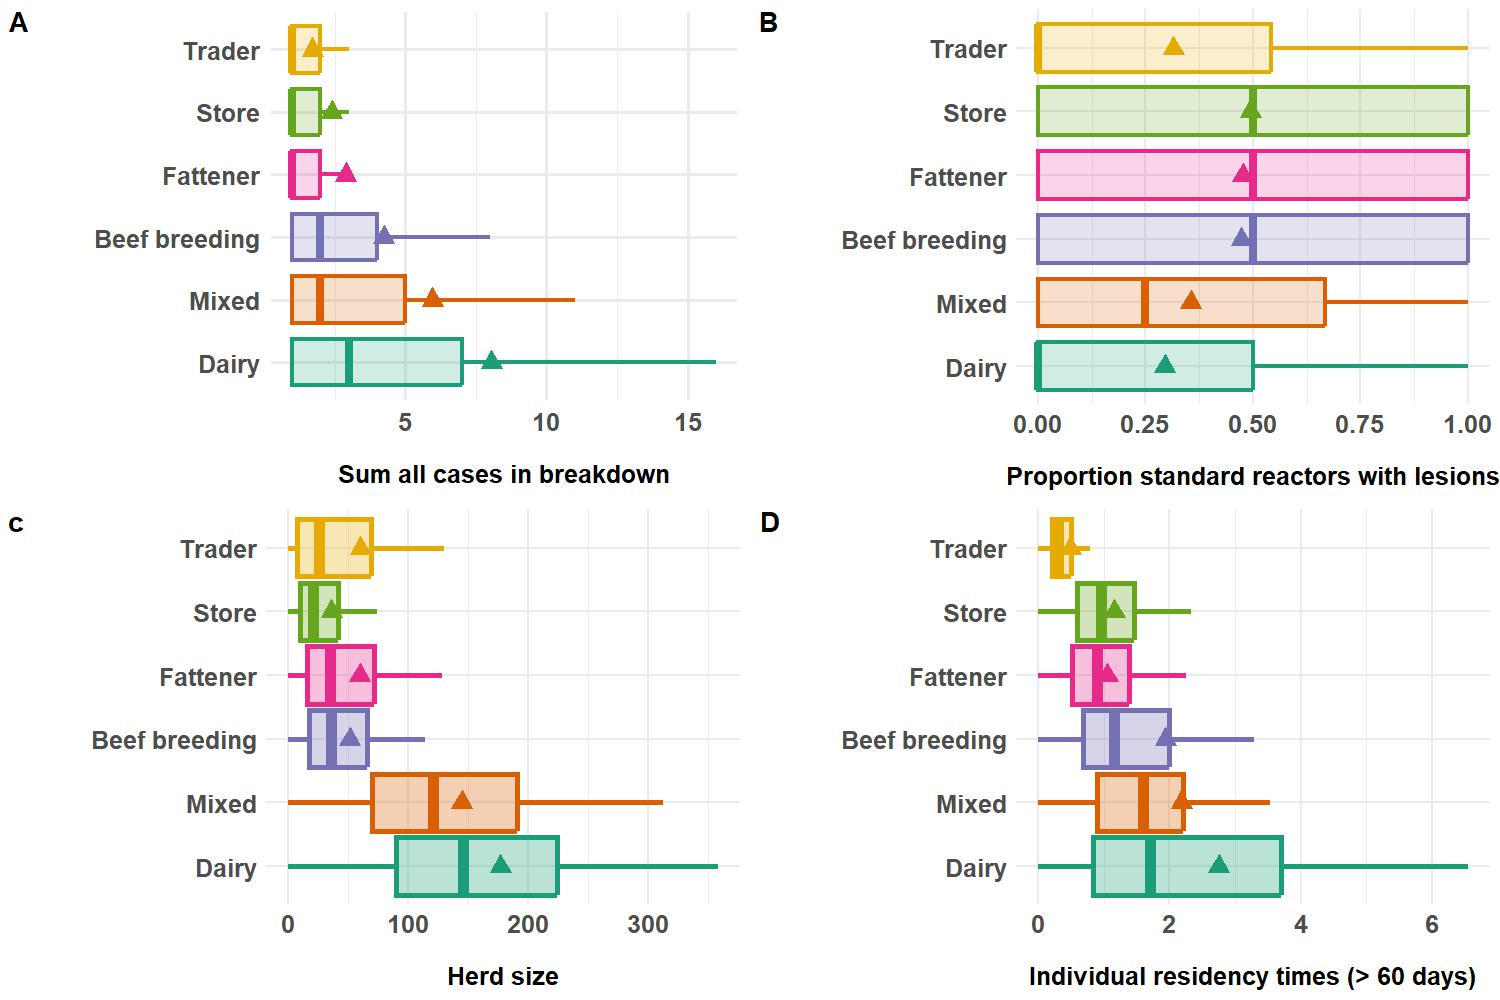 A
Trader
Store
Fattener
Beef breeding
Mixed
Dairy
5 10 15
Sum all cases in breakdown
B
Trader
Store
Fattener
Beef breeding
Mixed
Dairy
0.00 0.25 0.50 0.75 1.00
Proportion standard reactors with lesions
c
Trader
Store
Fattener
Beef breeding
Mixed
Dairy
0 100 200 300
Herd size
D
Trader
Store
Fattener
Beef breeding
Mixed
Dairy
0 2 4 6
Individual residency times (> 60 days)